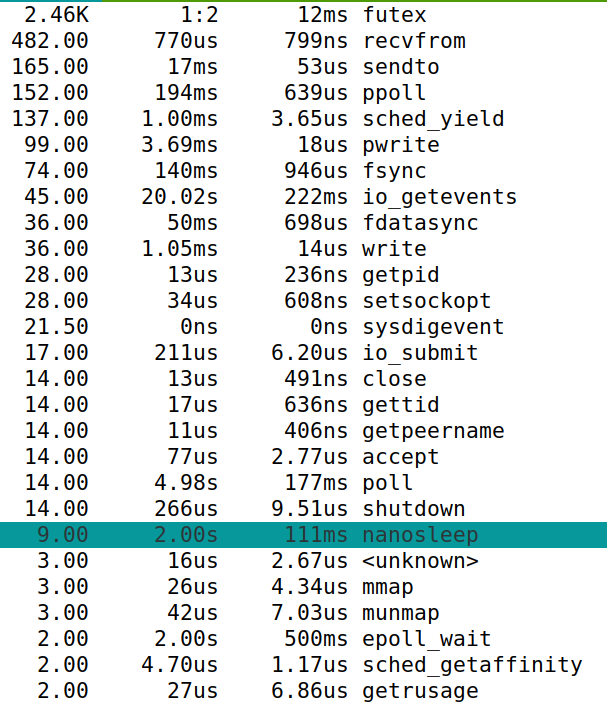 2.46K 1:2 12ms futex
482.00 770us 799ns recvfrom
165.00 17ms 53us sendto
152.00 194ms 639us ppoll
137.00 1.00ms 3.65us sched_yield
99.00 3.69ms 18us pwrite
74.00 140ms 946us fsync
45.00 20.02s 222ms io_getevents
36.00 50ms 698us fdatasync
36.00 1.05ms 14us write
28.00 13us 236ns getpid
28.00 34us 608ns setsockopt
21.50 0ns 0ns sysdigevent
17.00 211us 6.20us io_submit
14.00 13us 491ns close
14.00 17us 636ns gettid
14.00 11us 406ns getpeername
14.00 77us 2.77us accept
14.00 4.98s 177ms poll
14.00 266us 9.51us shutdown
9.00 2.00s 111ms nanosleep
3.00 16us 2.67us <unknown>
3.00 26us 4.34us mmap
3.00 42us 7.03us munmap
2.00 2.00s 500ms epoll_wait
2.00 4.70us 1.17us sched_getaffinity
2.00 27us 6.86us getrusage